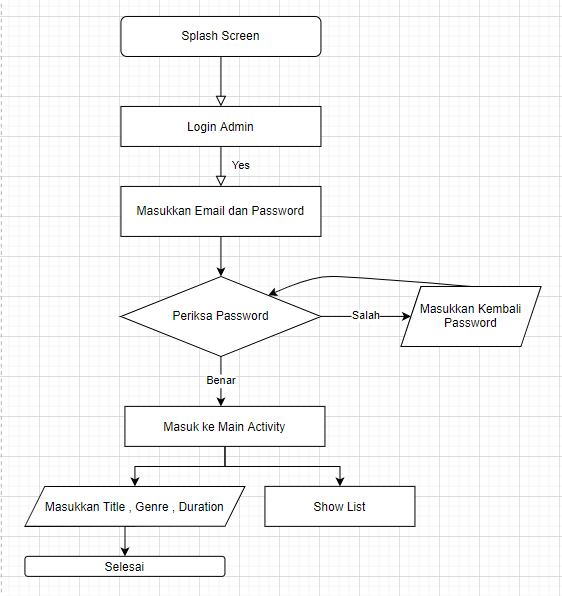 Splash Screen
Login Admin
Yes
Masukkan Email dan Password
Periksa Password
Salah
Masukkan Kembali
Password
Benar
Masuk ke Main Activity
Masukkan Title , Genre , Duration
Show List
Selesai